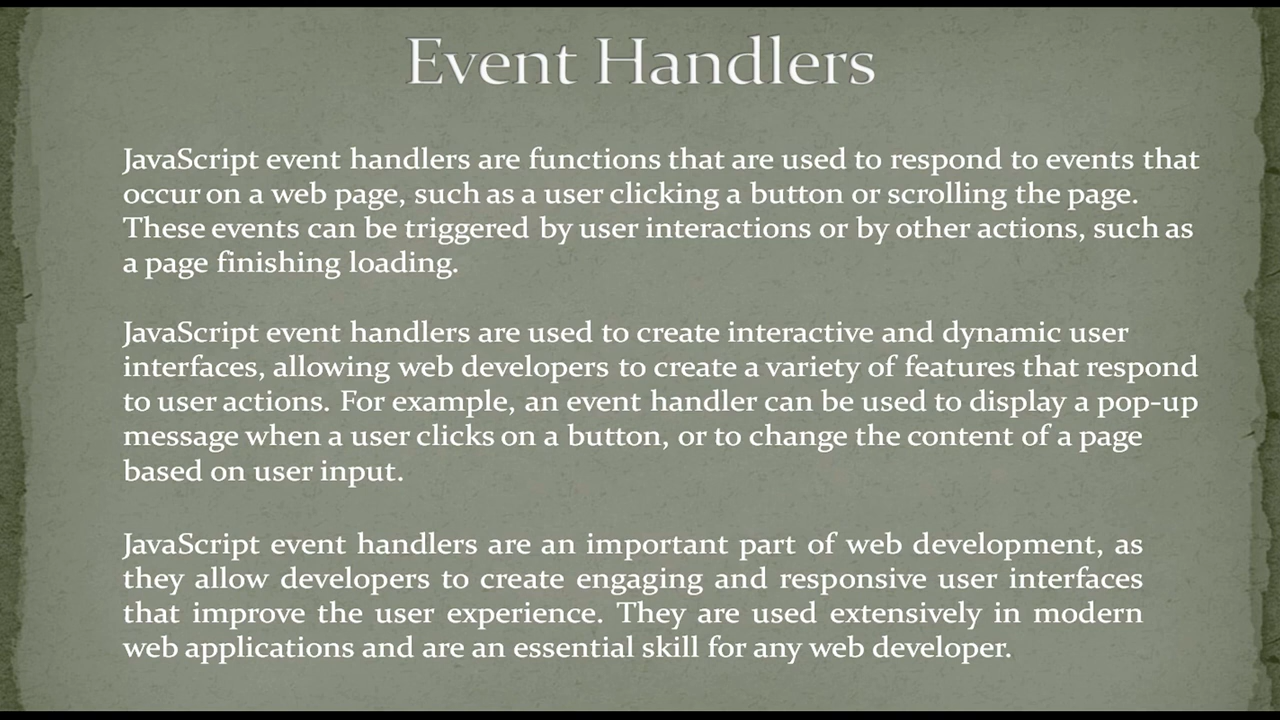 Event Handlers
JavaScript event handlers are functions that are used to respond to events that
occur on a web page, such as a user clicking a button or scrolling the page.
These events can be triggered by user interactions or by other actions, such as
a page finishing loading.
JavaScript event handlers are used to create interactive and dynamic user
interfaces, allowing web developers to create a variety of features that respond
to user actions. For example, an event handler can be used to display a pop-up
message when a user clicks on a button, or to change the content of a page
based on user input.
JavaScript event handlers are an important part of web development, as
they allow developers to create engaging and responsive user interfaces
that improve the user experience. They are used extensively in modern
web applications and are an essential skill for any web developer.